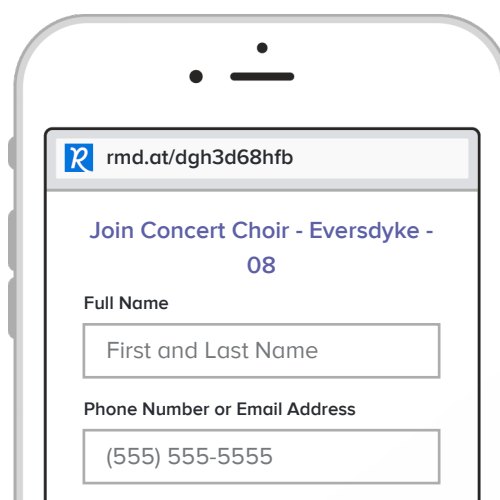 R rmd.at/dgh3d68hfb
Join Concert Choir - Eversdyke -
08
Full Name
First and Last Name
Phone Number or Email Address
(555) 555-5555